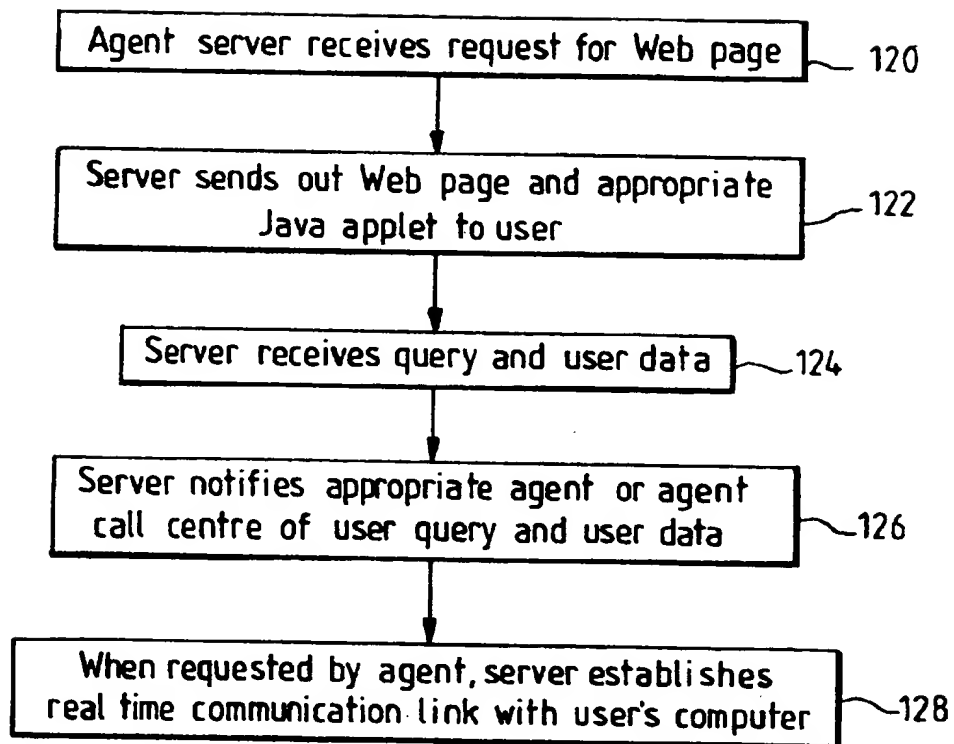 Agent server receives request for Web page
120
Server sends out Web page and appropriate
Java applet to user
122
Server receives query and user data
124
Server notifies appropriate agent or agent
call centre of user query and user data
126
When requested by agent, server establishes
real time communication link with user's computer
128